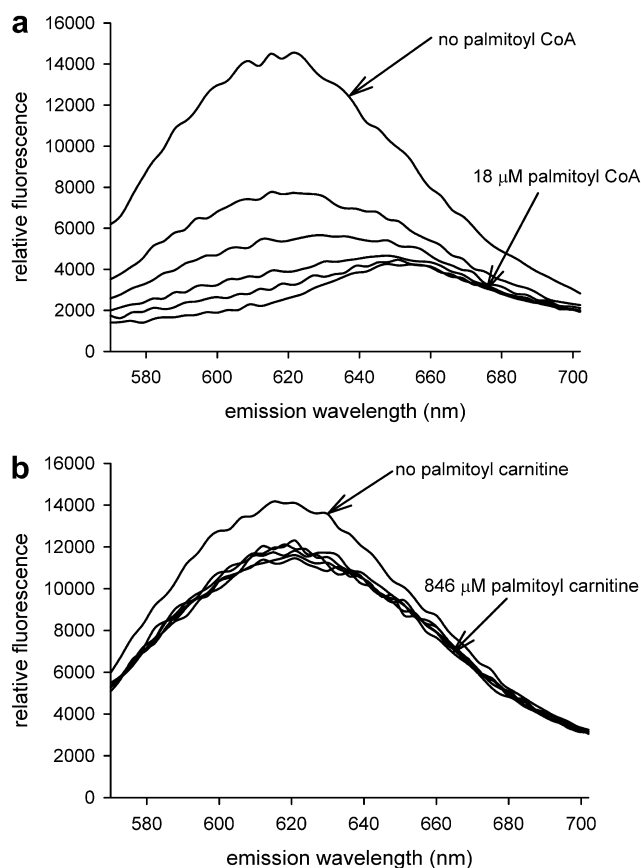 a
16000
14000
12000
10000
8000
6000
4000
2000
0
relative fluorescence
no palmitoyl CoA
18 μM palmitoyl CoA
580 600 620 640 660 680 700
emission wavelength (nm)
b
16000
14000
12000
10000
8000
6000
4000
2000
0
relative fluorescence
no palmitoyl carnitine
846 μM palmitoyl carnitine
580 600 620 640 660 680 700
emission wavelength (nm)